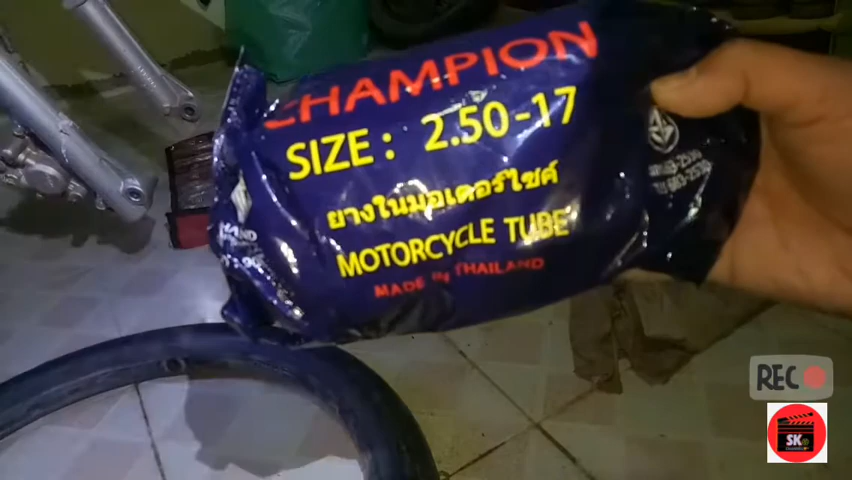 CHAMPION
SIZE : 2.50-17
ยางในมอเตอร์ไซค์
MOTORCYCLE TUBE
MADE IN THAILAND
REC
SK